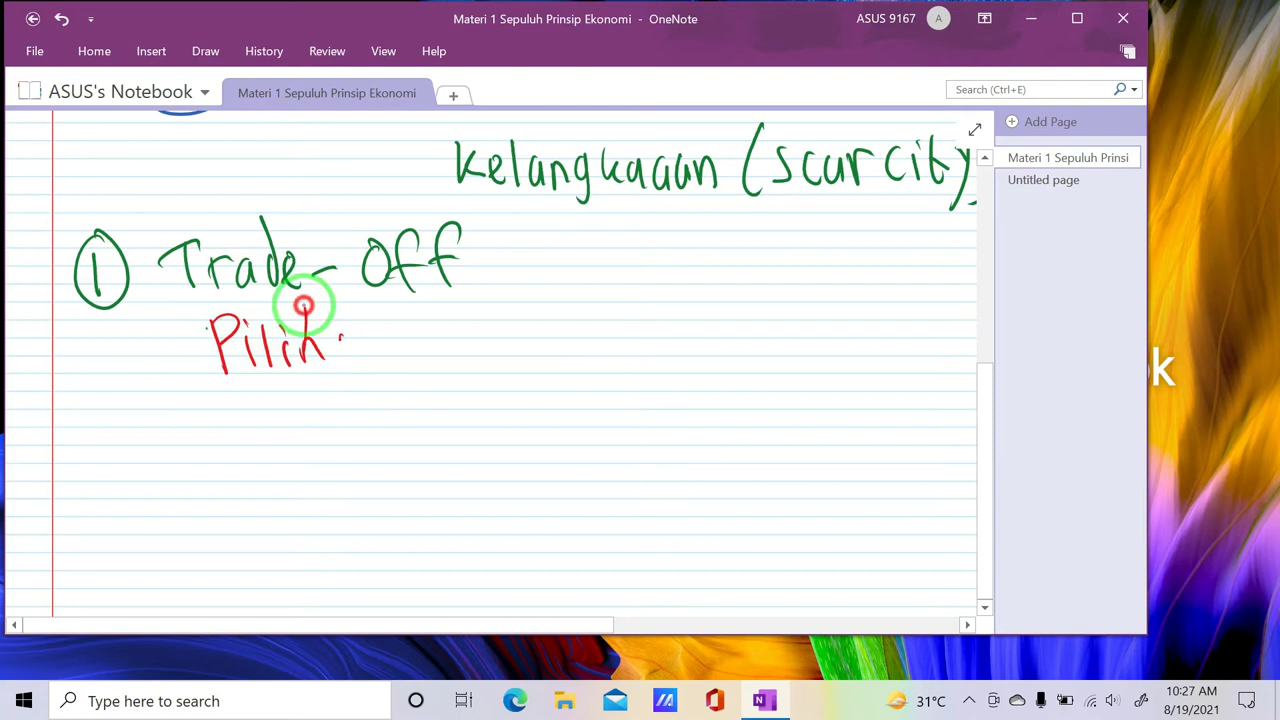 Materi 1 Sepuluh Prinsip Ekonomi - OneNote
ASUS 9167
A
File Home Insert Draw History Review View Help
ASUS's Notebook
Materi 1 Sepuluh Prinsip Ekonomi
+
Search (Ctrl+E)
Add Page
Materi 1 Sepuluh Prinsi
Untitled page
Kelangkaaan (scarcity)
① Trade-Off
Pilih
ok
Type here to search
31°C
10:27 AM
8/19/2021